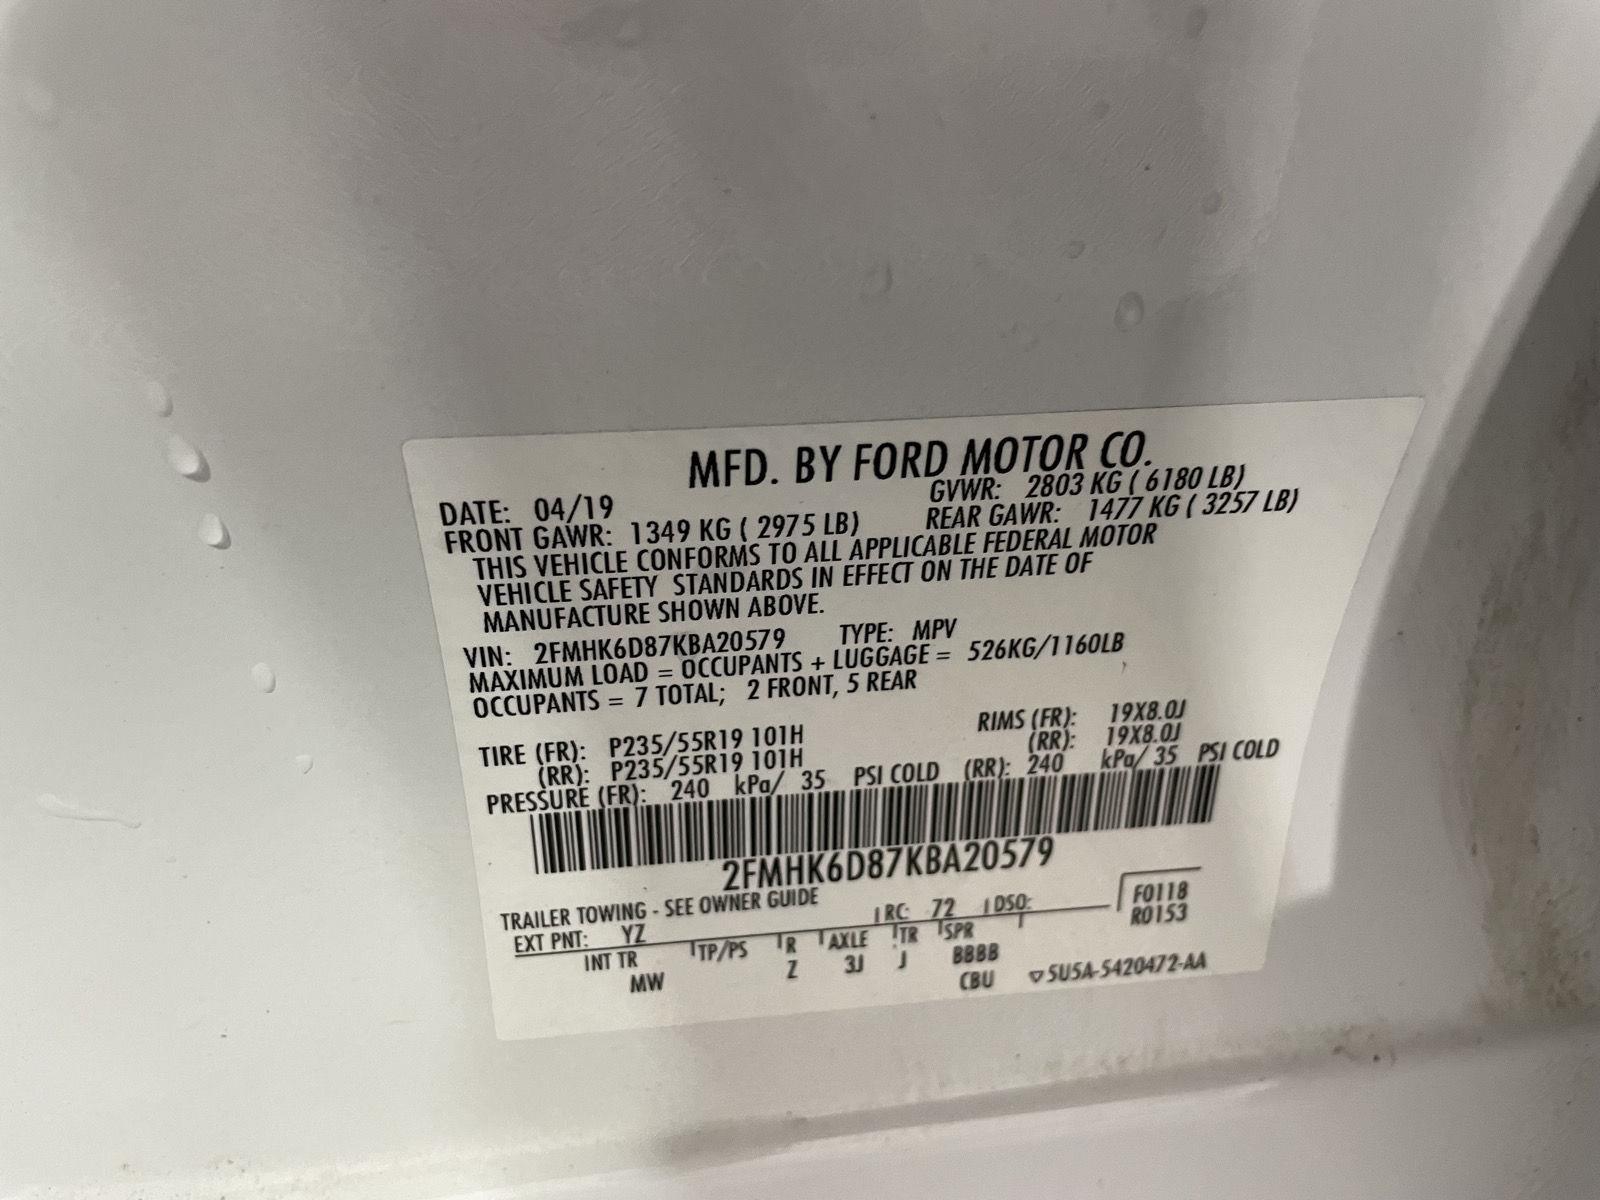 MFD. BY FORD MOTOR CO.
DATE: 04/19 GVWR: 2803 KG ( 6180 LB)
FRONT GAWR: 1349 KG ( 2975 LB) REAR GAWR: 1477 KG ( 3257 LB)
THIS VEHICLE CONFORMS TO ALL APPLICABLE FEDERAL MOTOR
VEHICLE SAFETY STANDARDS IN EFFECT ON THE DATE OF
MANUFACTURE SHOWN ABOVE.
VIN: 2FMHK6D87KBA20579 TYPE: MPV
MAXIMUM LOAD = OCCUPANTS + LUGGAGE = 526KG/1160LB
OCCUPANTS = 7 TOTAL; 2 FRONT, 5 REAR
TIRE (FR): P235/55R19 101H RIMS (FR): 19X8.0J
(RR): P235/55R19 101H (RR): 19X8.0J
PRESSURE (FR): 240 kPa/ 35 PSI COLD (RR): 240 kPa/ 35 PSI COLD
2FMHK6D87KBA20579
TRAILER TOWING - SEE OWNER GUIDE
EXT PNT: YZ RC: 72 DSO: F0118
R0153
INT TR TP/PS R AXLE TR SPR
MW Z 3J J BBBB
CBU ▽5U5A-5420472-AA